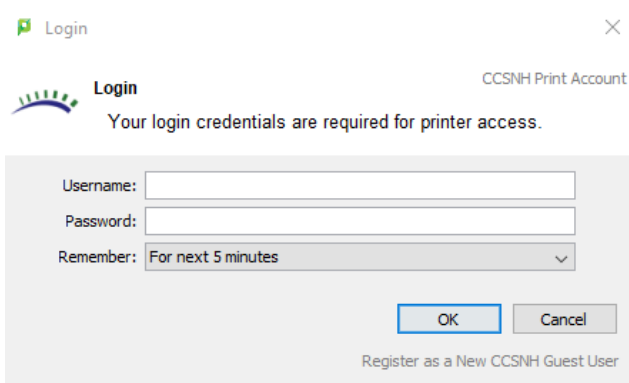 Login
CCSNH Print Account
Login
Your login credentials are required for printer access.
Username:
Password:
Remember: For next 5 minutes
OK Cancel
Register as a New CCSNH Guest User